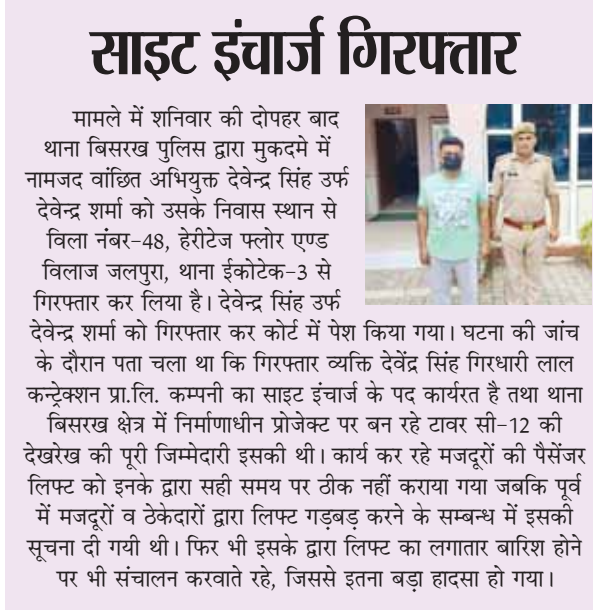 साइट इंचार्ज गिरफ्तार
मामले में शनिवार की दोपहर बाद
थाना बिसरख पुलिस द्वारा मुकदमे में
नामजद वांछित अभियुक्त देवेन्द्र सिंह उर्फ
देवेन्द्र शर्मा को उसके निवास स्थान से
विला नंबर-48, हेरीटेज फ्लोर एण्ड
विलाज जलपुरा, थाना ईकोटेक-3 से
गिरफ्तार कर लिया है। देवेन्द्र सिंह उर्फ
देवेन्द्र शर्मा को गिरफ्तार कर कोर्ट में पेश किया गया। घटना की जांच
के दौरान पता चला था कि गिरफ्तार व्यक्ति देवेंद्र सिंह गिरधारी लाल
कन्ट्रेक्शन प्रा.लि. कम्पनी का साइट इंचार्ज के पद कार्यरत है तथा थाना
बिसरख क्षेत्र में निर्माणाधीन प्रोजेक्ट पर बन रहे टावर सी-12 की
देखरेख की पूरी जिम्मेदारी इसकी थी। कार्य कर रहे मजदूरों की पैसेंजर
लिफ्ट को इनके द्वारा सही समय पर ठीक नहीं कराया गया जबकि पूर्व
में मजदूरों व ठेकेदारों द्वारा लिफ्ट गड़बड़ करने के सम्बन्ध में इसकी
सूचना दी गयी थी। फिर भी इसके द्वारा लिफ्ट का लगातार बारिश होने
पर भी संचालन करवाते रहे, जिससे इतना बड़ा हादसा हो गया।